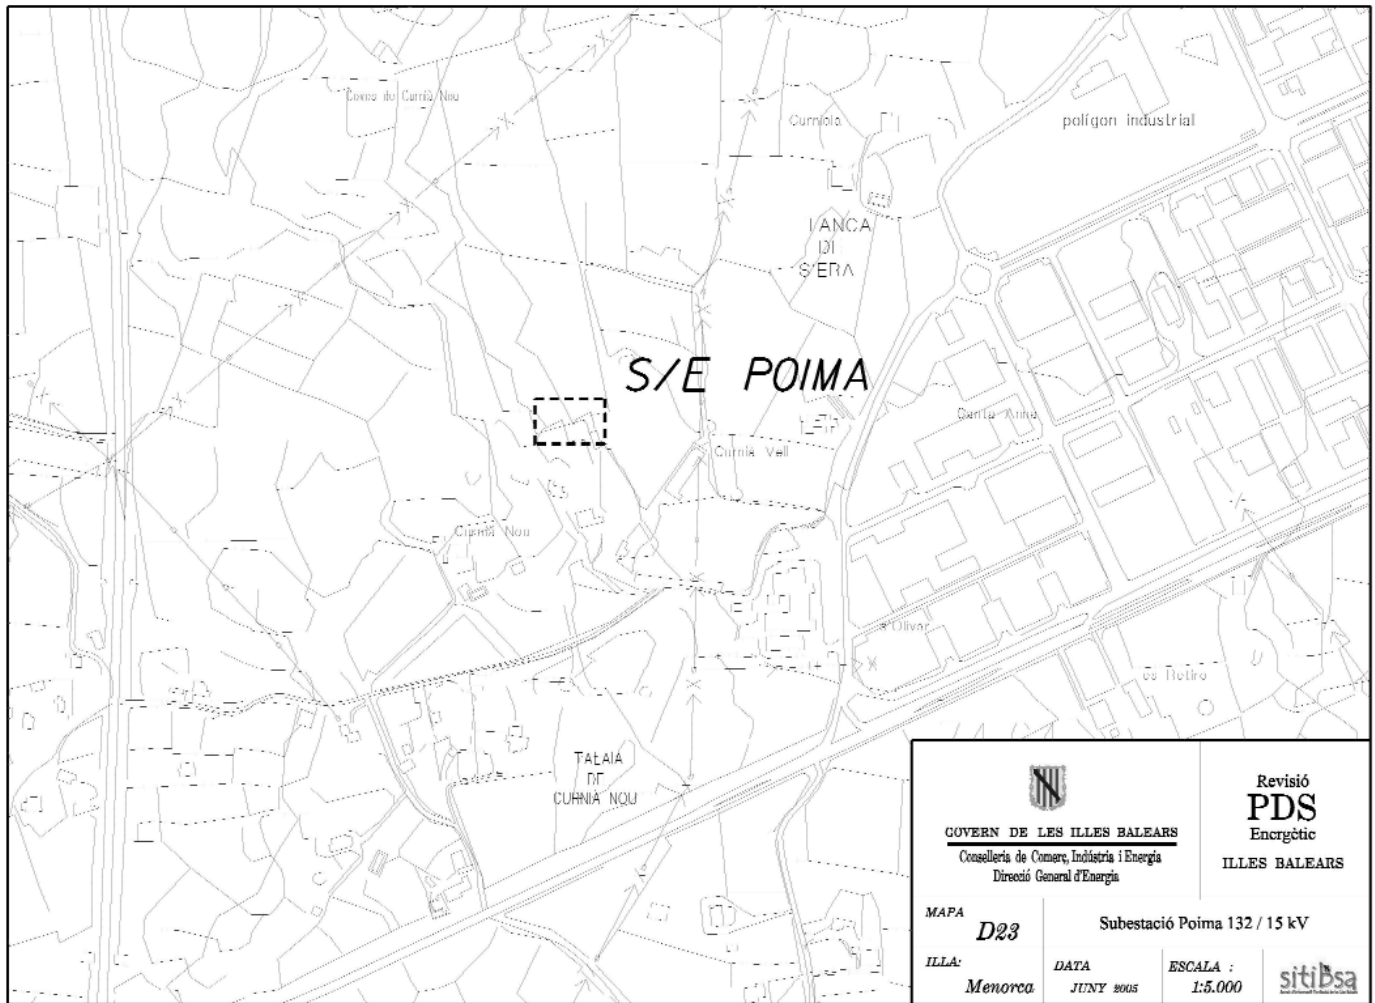 Coves de Curnià Nou
Curniola
polígon industrial
TANCA
DE
S'ERA
S/E POIMA
Santa Anna
Curnià Vell
Curnià Nou
s'Olivar
es Retiro
TALAIA
DE
CURNIÀ NOU
GOVERN DE LES ILLES BALEARS
Conselleria de Comerç, Indústria i Energia
Direcció General d'Energia
Revisió
PDS
Energètic
ILLES BALEARS
MAPA
D23
Subestació Poima 132 / 15 kV
ILLA:
Menorca
DATA
JUNY 2005
ESCALA :
1:5.000
sitibsa